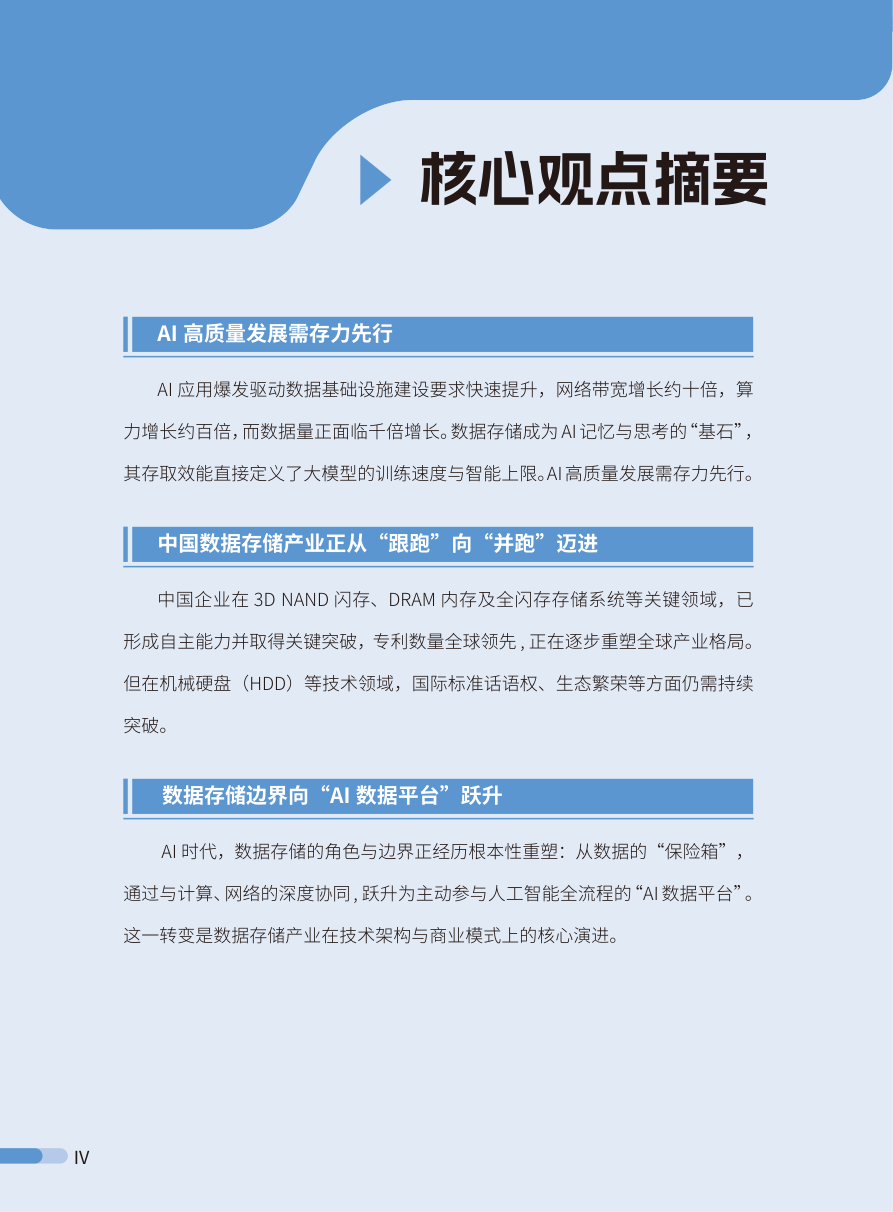 核心观点摘要
AI 高质量发展需存力先行
AI 应用爆发驱动数据基础设施建设要求快速提升，网络带宽增长约十倍，算
力增长约百倍，而数据量正面临千倍增长。数据存储成为 AI 记忆与思考的“基石”，
其存取效能直接定义了大模型的训练速度与智能上限。AI 高质量发展需存力先行。
中国数据存储产业正从“跟跑”向“并跑”迈进
中国企业在 3D NAND 闪存、DRAM 内存及全闪存存储系统等关键领域，已
形成自主能力并取得关键突破，专利数量全球领先 , 正在逐步重塑全球产业格局。
但在机械硬盘（HDD）等技术领域，国际标准话语权、生态繁荣等方面仍需持续
突破。
数据存储边界向“AI 数据平台”跃升
AI 时代，数据存储的角色与边界正经历根本性重塑：从数据的“保险箱”，
通过与计算、网络的深度协同 , 跃升为主动参与人工智能全流程的“AI 数据平台”。
这一转变是数据存储产业在技术架构与商业模式上的核心演进。
IV